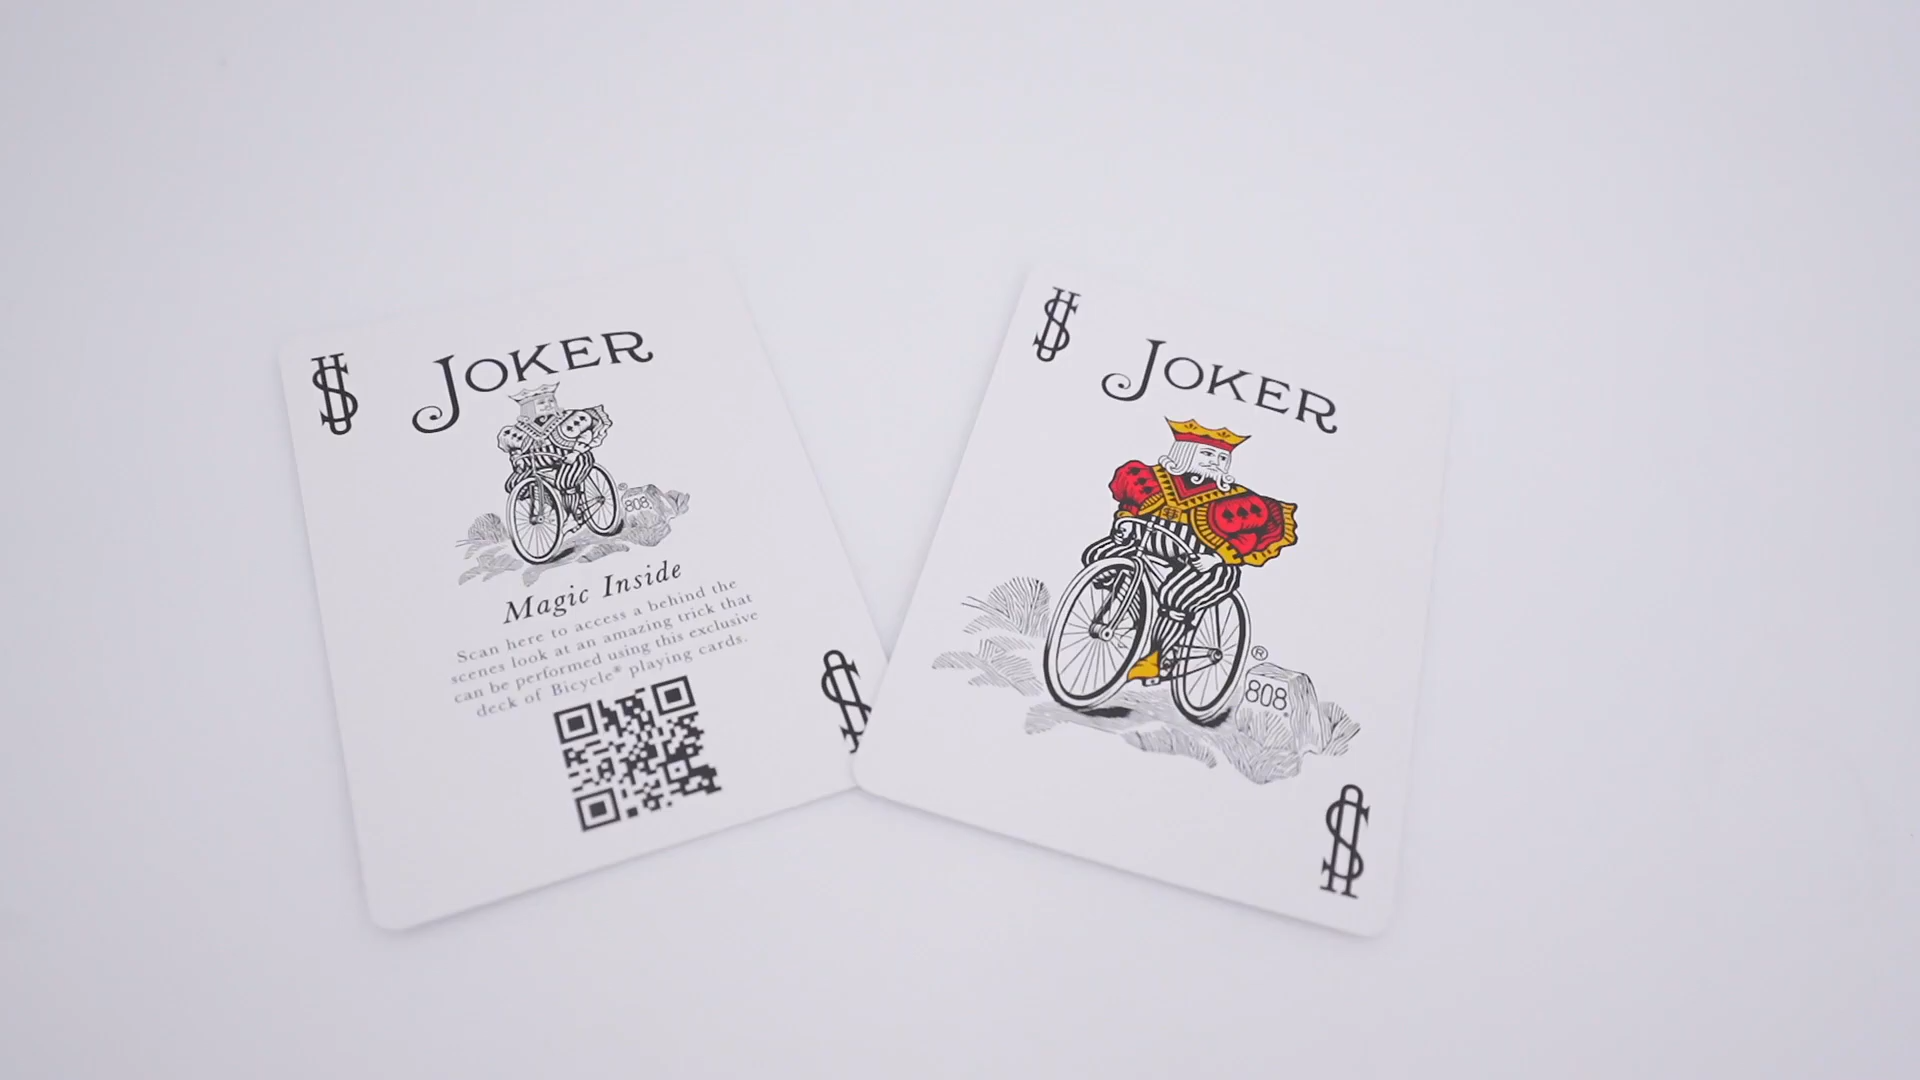 JOKER
808
Magic Inside
Scan here to access a behind the
scenes look at an amazing trick that
can be performed using this exclusive
deck of Bicycle® playing cards.
JOKER
®
808